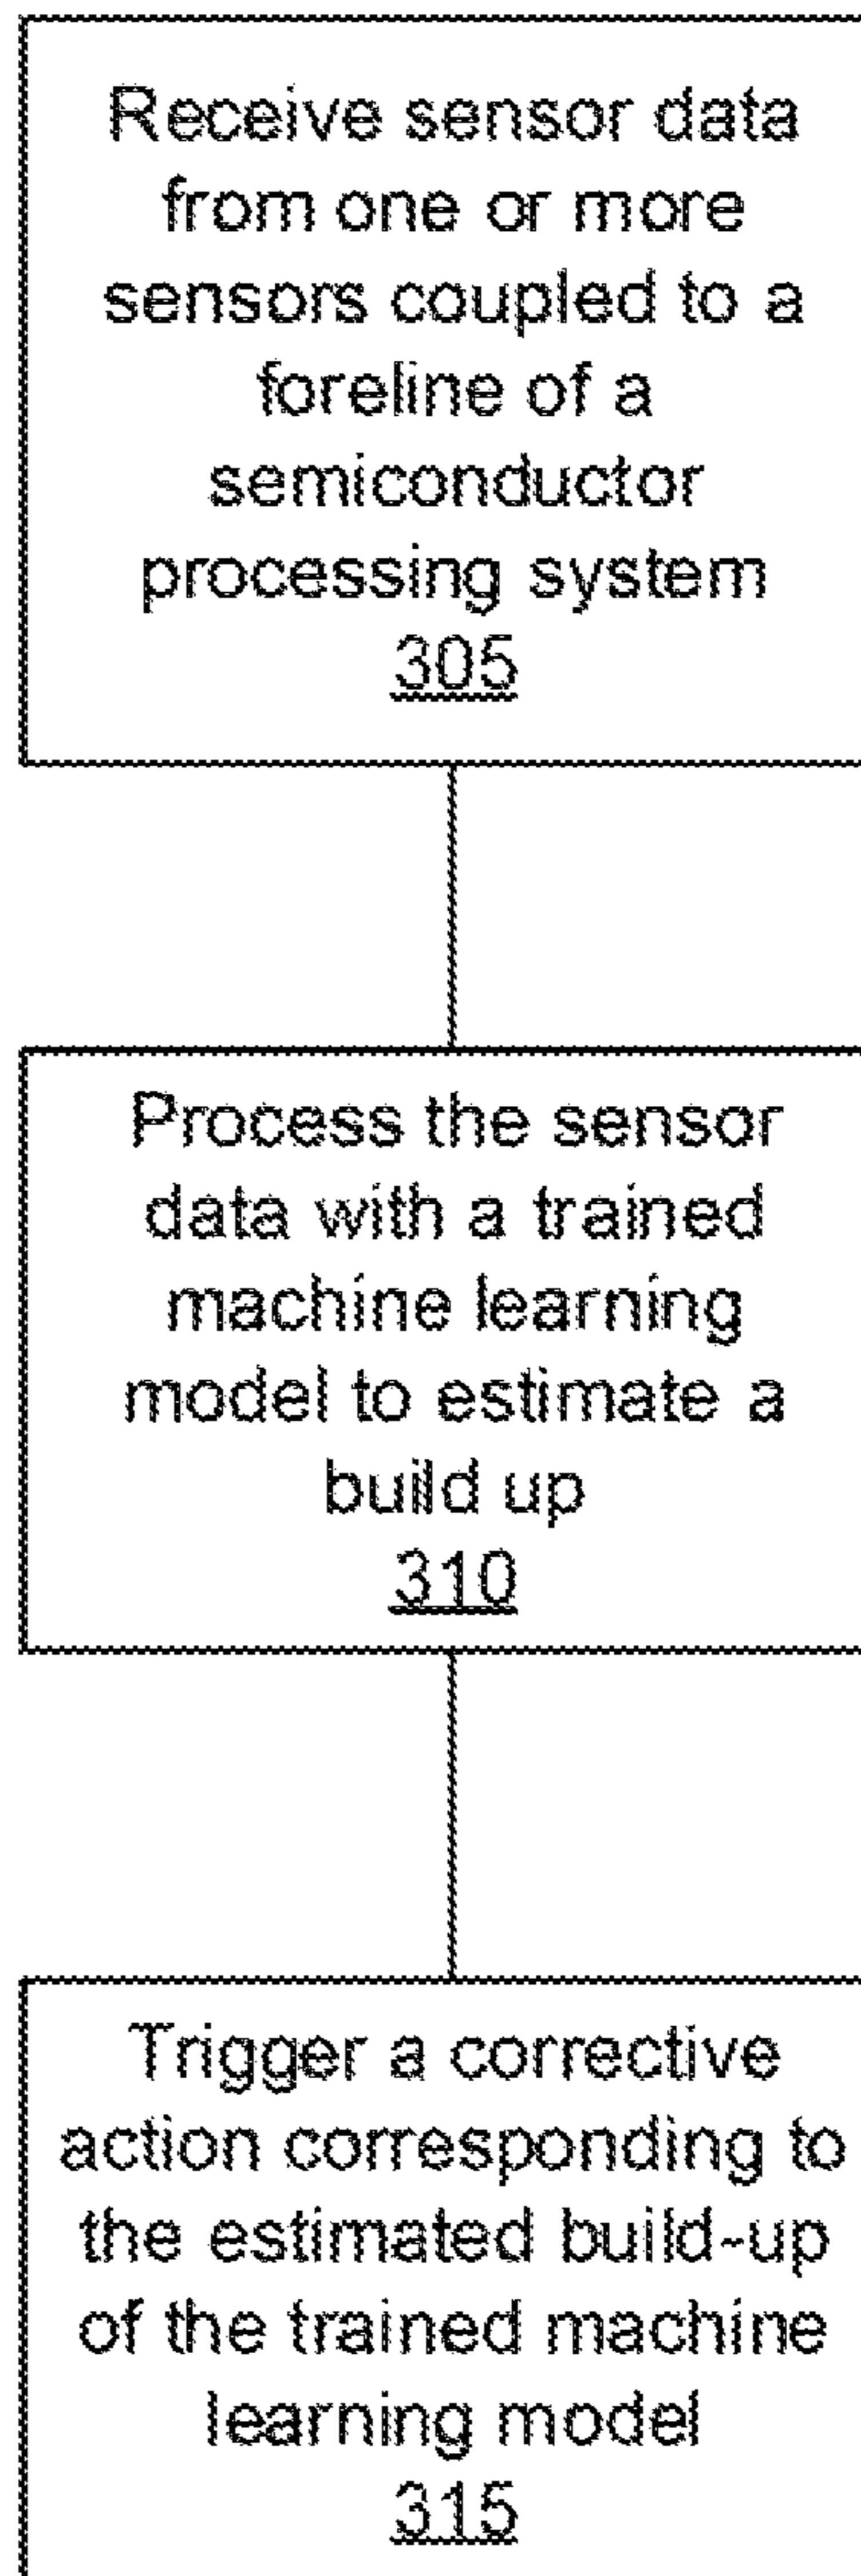 Receive sensor data
from one or more
sensors coupled to a
foreline of a
semiconductor
processing system
305
Process the sensor
data with a trained
machine learning
model to estimate a
build up
310
Trigger a corrective
action corresponding to
the estimated build-up
of the trained machine
learning model
315